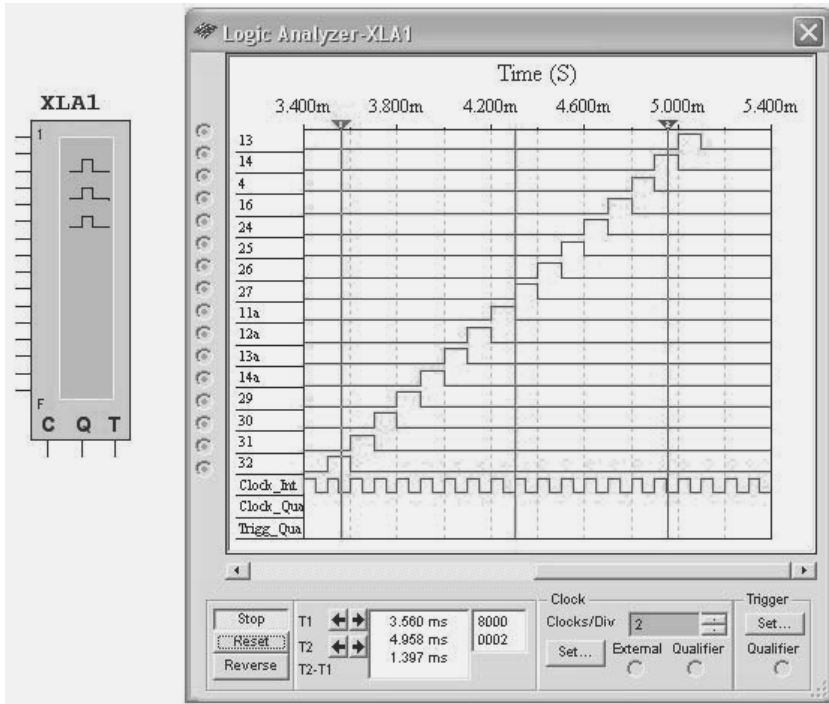 XLA1
1
F
C Q T
Logic Analyzer-XLA1
Time (S)
3.400m 3.800m 4.200m 4.600m 5.000m 5.400m
1 2
13
14
4
16
24
25
26
27
11a
12a
13a
14a
29
30
31
32
Clock_Int
Clock_Qua
Trigg_Qua
Stop
Reset
Reverse
T1
T2
T2-T1
3.560 ms
4.958 ms
1.397 ms
8000
0002
Clock
Clocks/Div 2
Set... External Qualifier
Trigger
Set...
Qualifier